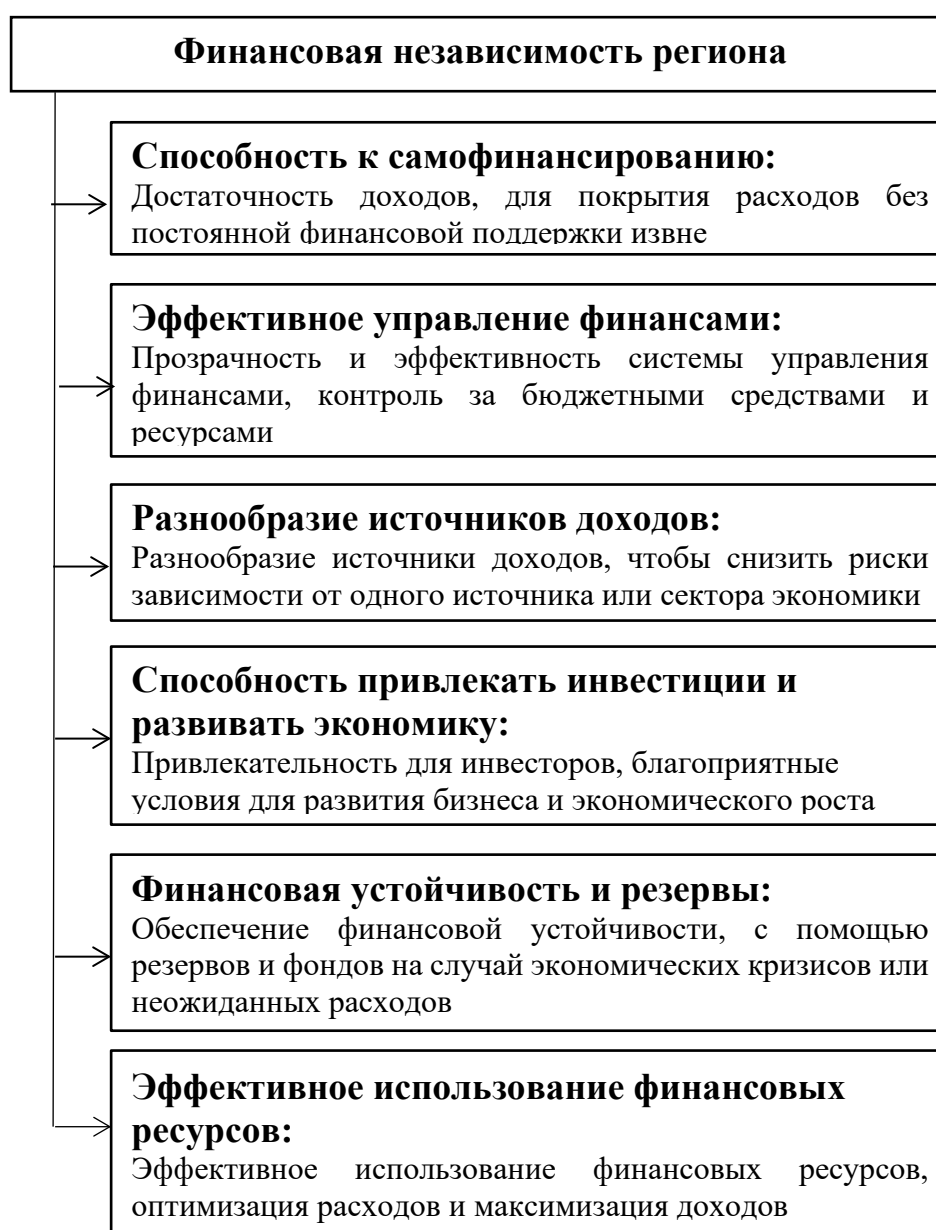 Финансовая независимость региона
Способность к самофинансированию:
Достаточность доходов, для покрытия расходов без
постоянной финансовой поддержки извне
Эффективное управление финансами:
Прозрачность и эффективность системы управления
финансами, контроль за бюджетными средствами и
ресурсами
Разнообразие источников доходов:
Разнообразие источники доходов, чтобы снизить риски
зависимости от одного источника или сектора экономики
Способность привлекать инвестиции и
развивать экономику:
Привлекательность для инвесторов, благоприятные
условия для развития бизнеса и экономического роста
Финансовая устойчивость и резервы:
Обеспечение финансовой устойчивости, с помощью
резервов и фондов на случай экономических кризисов или
неожиданных расходов
Эффективное использование финансовых
ресурсов:
Эффективное использование финансовых ресурсов,
оптимизация расходов и максимизация доходов